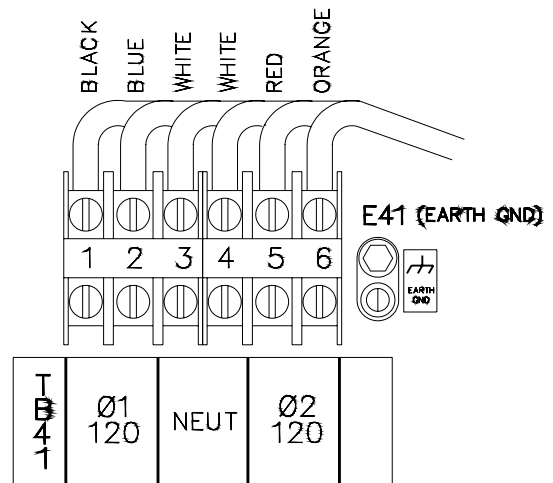 BLACK
BLUE
WHITE
WHITE
RED
ORANGE
E41 (EARTH GND)
1 2 3 4 5 6
EARTH
GND
TB41
Ø1
120
NEUT
Ø2
120